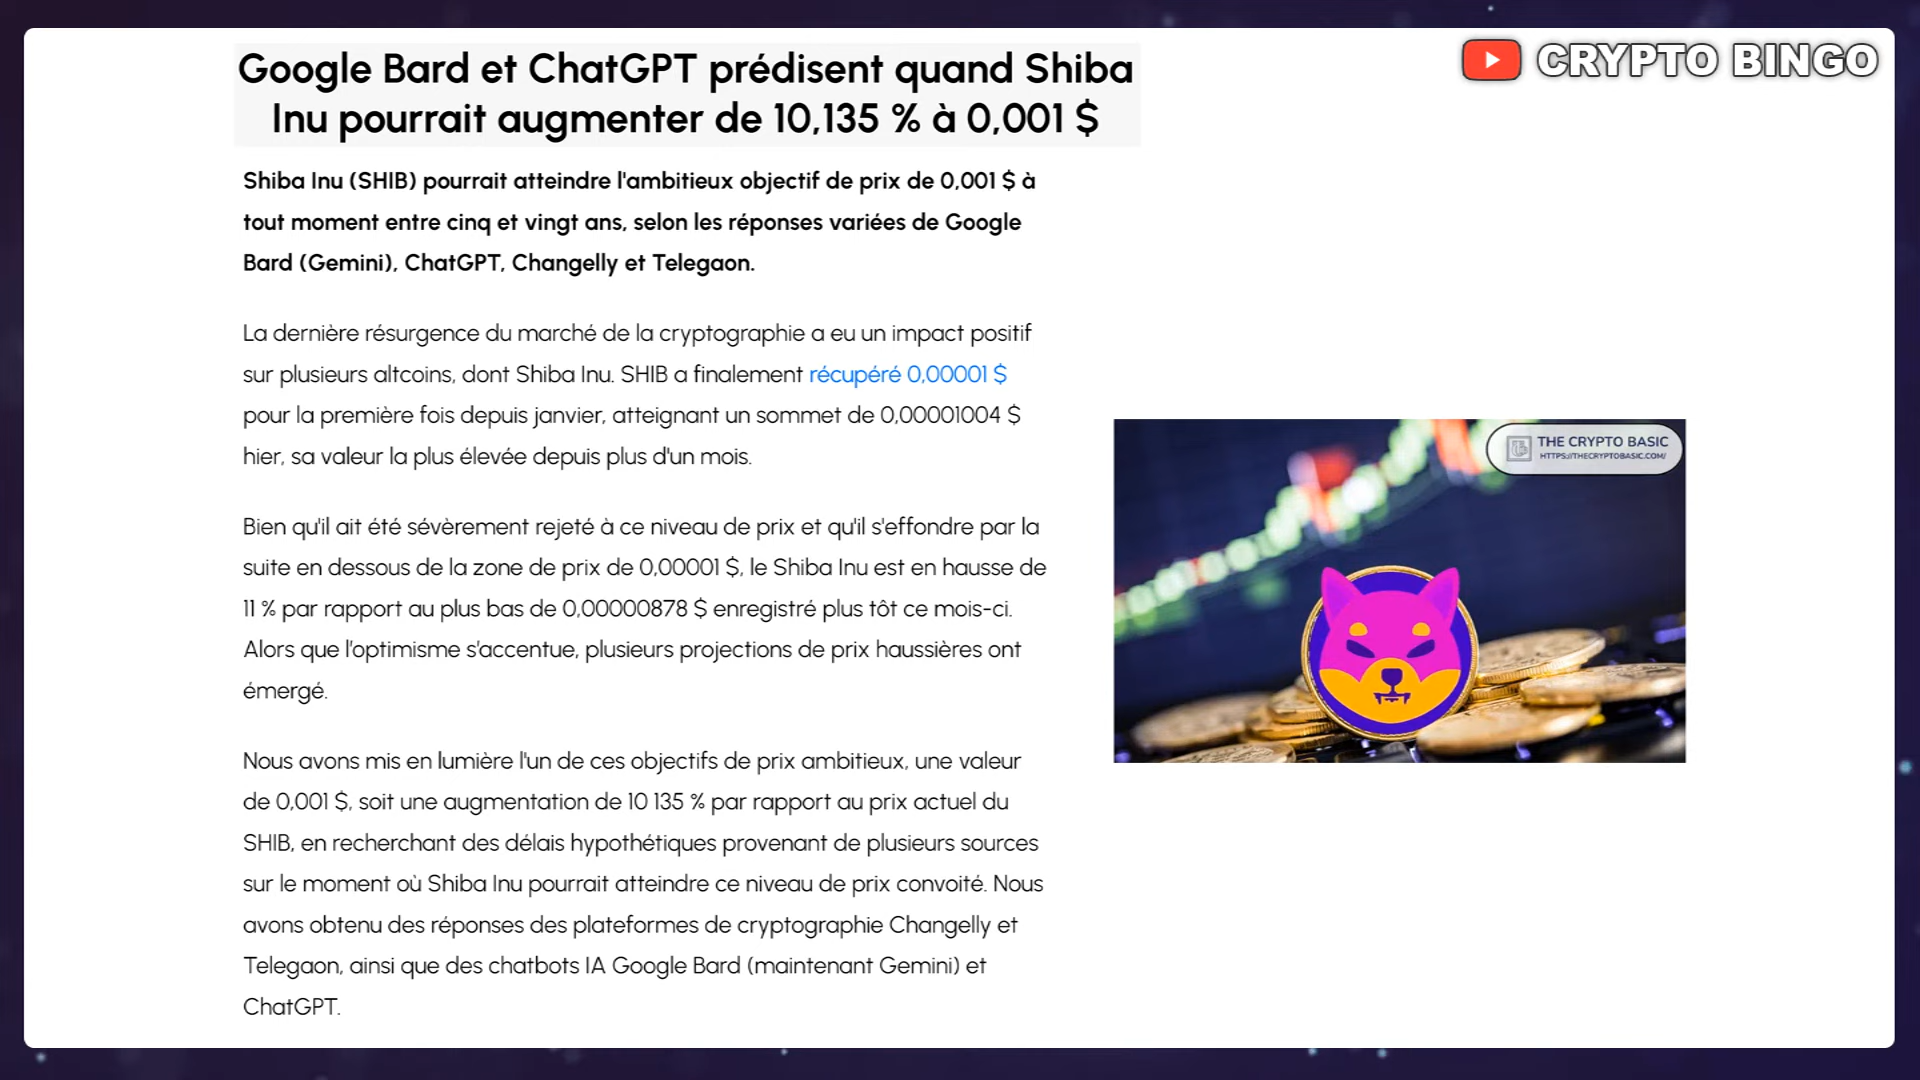 CRYPTO BINGO
Google Bard et ChatGPT prédisent quand Shiba
Inu pourrait augmenter de 10,135 % à 0,001 $
Shiba Inu (SHIB) pourrait atteindre l'ambitieux objectif de prix de 0,001 $ à
tout moment entre cinq et vingt ans, selon les réponses variées de Google
Bard (Gemini), ChatGPT, Changelly et Telegaon.
La dernière résurgence du marché de la cryptographie a eu un impact positif
sur plusieurs altcoins, dont Shiba Inu. SHIB a finalement récupéré 0,00001 $
pour la première fois depuis janvier, atteignant un sommet de 0,00001004 $
hier, sa valeur la plus élevée depuis plus d'un mois.
Bien qu'il ait été sévèrement rejeté à ce niveau de prix et qu'il s'effondre par la
suite en dessous de la zone de prix de 0,00001 $, le Shiba Inu est en hausse de
11 % par rapport au plus bas de 0,00000878 $ enregistré plus tôt ce mois-ci.
Alors que l'optimisme s'accentue, plusieurs projections de prix haussières ont
émergé.
Nous avons mis en lumière l'un de ces objectifs de prix ambitieux, une valeur
de 0,001 $, soit une augmentation de 10 135 % par rapport au prix actuel du
SHIB, en recherchant des délais hypothétiques provenant de plusieurs sources
sur le moment où Shiba Inu pourrait atteindre ce niveau de prix convoité. Nous
avons obtenu des réponses des plateformes de cryptographie Changelly et
Telegaon, ainsi que des chatbots IA Google Bard (maintenant Gemini) et
ChatGPT.
THE CRYPTO BASIC
HTTPS://THECRYPTOBASIC.COM/